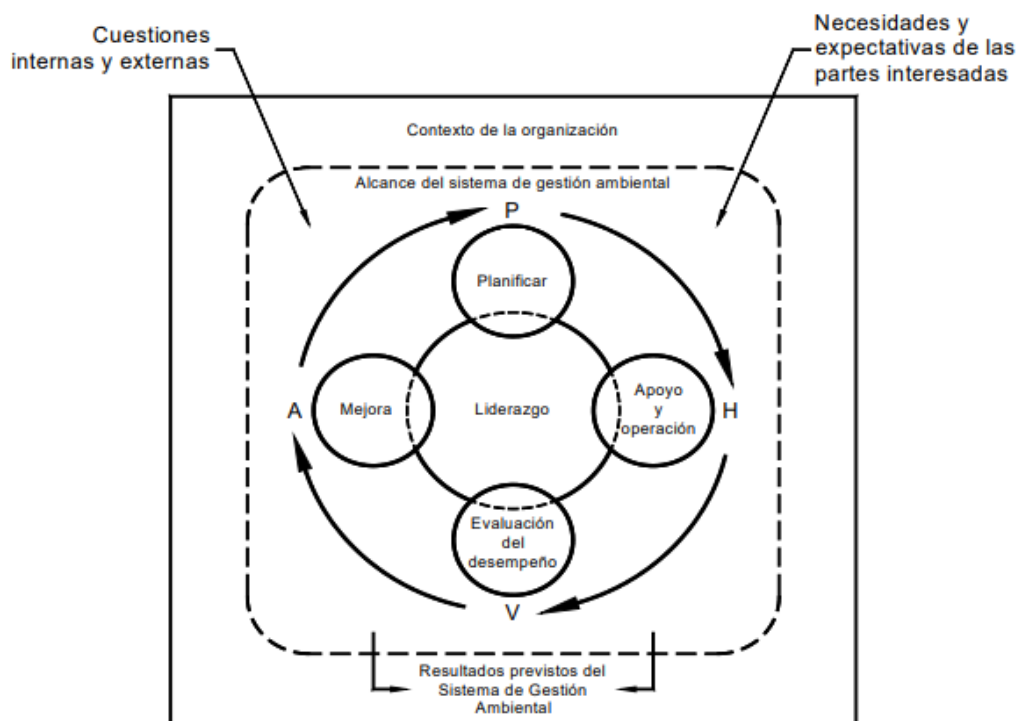 Cuestiones
internas y externas
Necesidades y
expectativas de las
partes interesadas
Contexto de la organización
Alcance del sistema de gestión ambiental
P
Planificar
A
Mejora
Liderazgo
Apoyo
y
operación
H
Evaluación
del
desempeño
V
Resultados previstos del
Sistema de Gestión
Ambiental